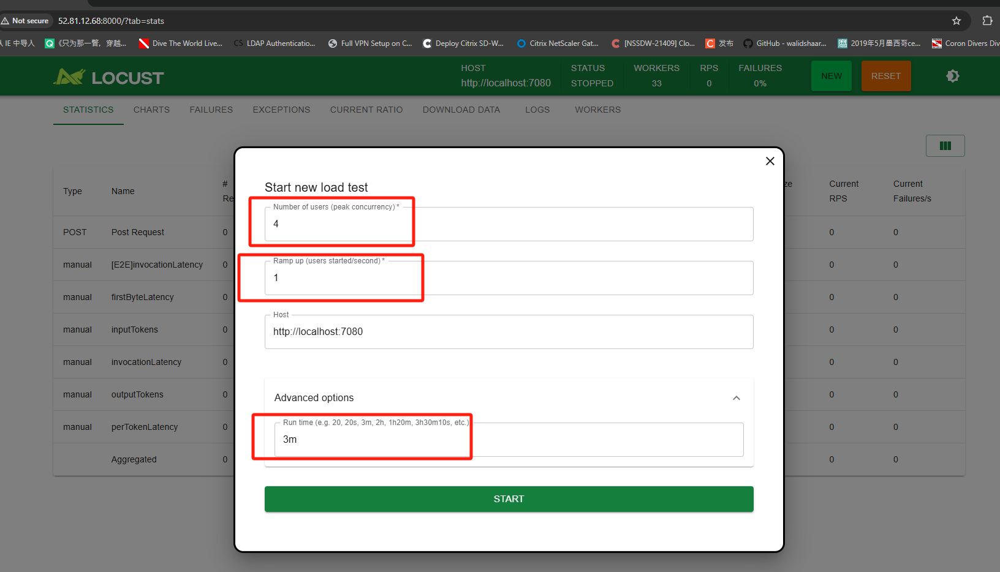 Not secure 52.81.12.68:8000/?tab=stats
IE 中导入 《只为那一瞥，穿越... Dive The World Live... CS LDAP Authenticatio... Full VPN Setup on C... Deploy Citrix SD-W... Citrix NetScaler Gat... [NSSDW-21409] Clo... 发布 GitHub - walidshaar... 2019年5月墨西哥ce... Coron Divers Div
LOCUST
HOST STATUS WORKERS RPS FAILURES
http://localhost:7080 STOPPED 33 0 0%
NEW RESET
STATISTICS CHARTS FAILURES EXCEPTIONS CURRENT RATIO DOWNLOAD DATA LOGS WORKERS
Type Name # Re ze Current RPS Current Failures/s
POST Post Request 0 0 0
manual [E2E]invocationLatency 0 0 0
manual firstByteLatency 0 0 0
manual inputTokens 0 0 0
manual invocationLatency 0 0 0
manual outputTokens 0 0 0
manual perTokenLatency 0 0 0
Aggregated 0 0 0
Start new load test
Number of users (peak concurrency) *
4
Ramp up (users started/second) *
1
Host
http://localhost:7080
Advanced options
Run time (e.g. 20, 20s, 3m, 2h, 1h20m, 3h30m10s, etc.)
3m
START